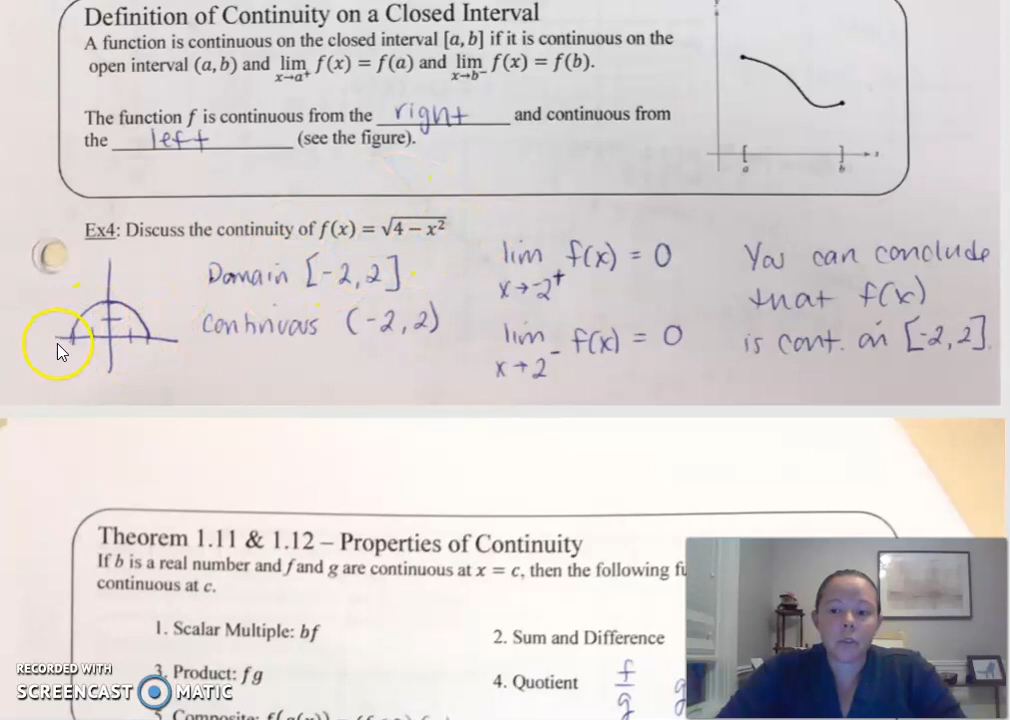 Definition of Continuity on a Closed Interval
A function is continuous on the closed interval [a, b] if it is continuous on the
open interval (a, b) and lim x→a⁺ f(x) = f(a) and lim x→b⁻ f(x) = f(b).
The function f is continuous from the right and continuous from
the left (see the figure).
a b x
Ex4: Discuss the continuity of f(x) = √4 − x²
Domain [-2, 2]
Continuous (-2, 2)
lim f(x) = 0
x→-2⁺
lim f(x) = 0
x→2⁻
You can conclude
that f(x)
is cont. on [-2, 2].
Theorem 1.11 & 1.12 – Properties of Continuity
If b is a real number and f and g are continuous at x = c, then the following
continuous at c.
1. Scalar Multiple: bf
2. Sum and Difference
3. Product: fg
4. Quotient f/g
RECORDED WITH
SCREENCAST MATIC